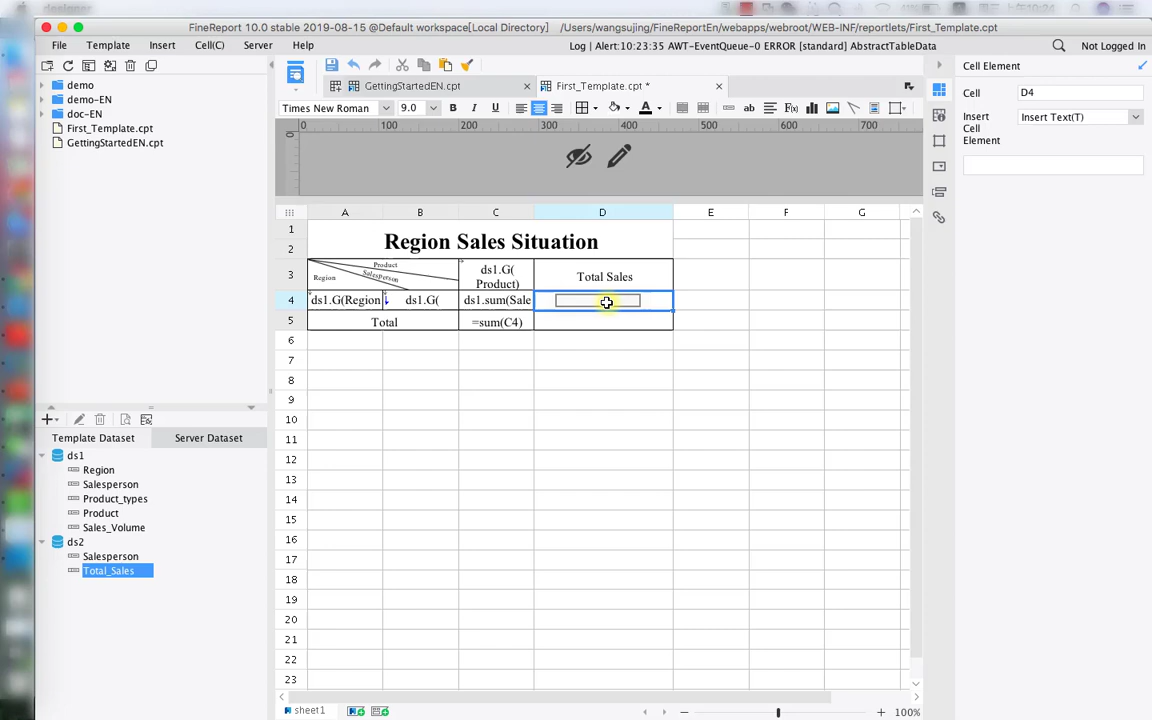 designer
FineReport 10.0 stable 2019-08-15 @Default workspace[Local Directory] /Users/wangsujing/FineReportEn/webapps/webroot/WEB-INF/reportlets/First_Template.cpt
File Template Insert Cell(C) Server Help Log | Alert:10:23:35 AWT-EventQueue-0 ERROR [standard] AbstractTableData Not Logged In
GettingStartedEN.cpt First_Template.cpt *
Times New Roman 9.0 B I U A ab F(x)
demo
demo-EN
doc-EN
First_Template.cpt
GettingStartedEN.cpt
0 100 200 300 400 500 600 700
0
A B C D E F G
1
2 Region Sales Situation
3 Product Salesperson Region ds1.G( Product) Total Sales
4 ds1.G(Region ds1.G( ds1.sum(Sale
5 Total =sum(C4)
6
7
8
9
10
11
12
13
14
15
16
17
18
19
20
21
22
23
Template Dataset Server Dataset
ds1
Region
Salesperson
Product_types
Product
Sales_Volume
ds2
Salesperson
Total_Sales
Cell Element
Cell D4
Insert Cell Element Insert Text(T)
sheet1 100%